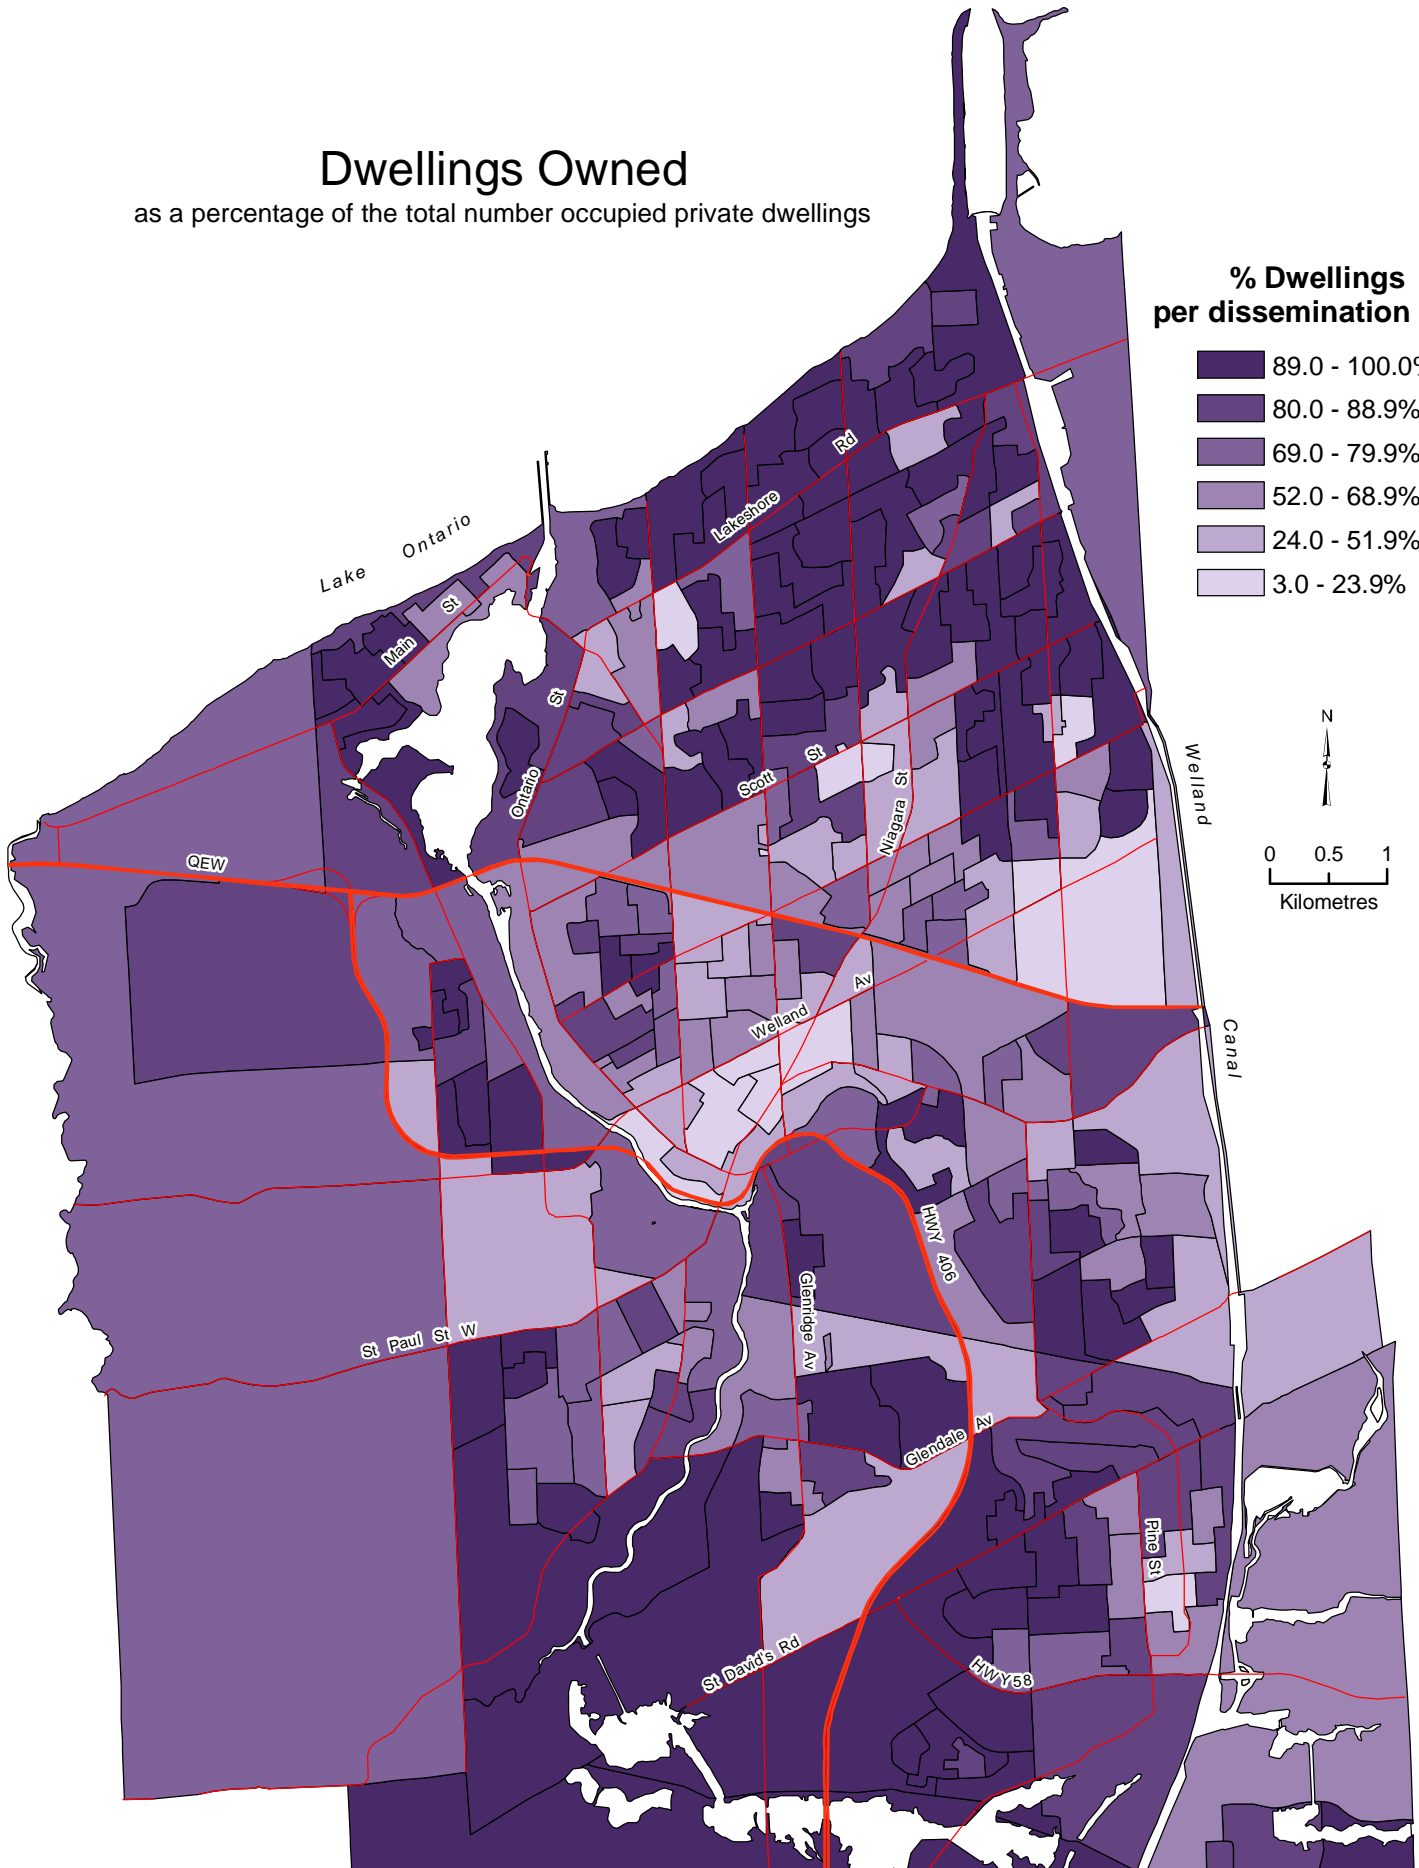 Dwellings Owned
as a percentage of the total number occupied private dwellings
% Dwellings
per dissemination
89.0 - 100.0%
80.0 - 88.9%
69.0 - 79.9%
52.0 - 68.9%
24.0 - 51.9%
3.0 - 23.9%
Lake Ontario
Main St
Lakeshore Rd
Ontario St
Scott St
Niagara St
QEW
Welland Av
Welland
Canal
N
0 0.5 1
Kilometres
HWY 406
Glenridge Av
St Paul St W
Glendale Av
Pine St
St David's Rd
HWY58